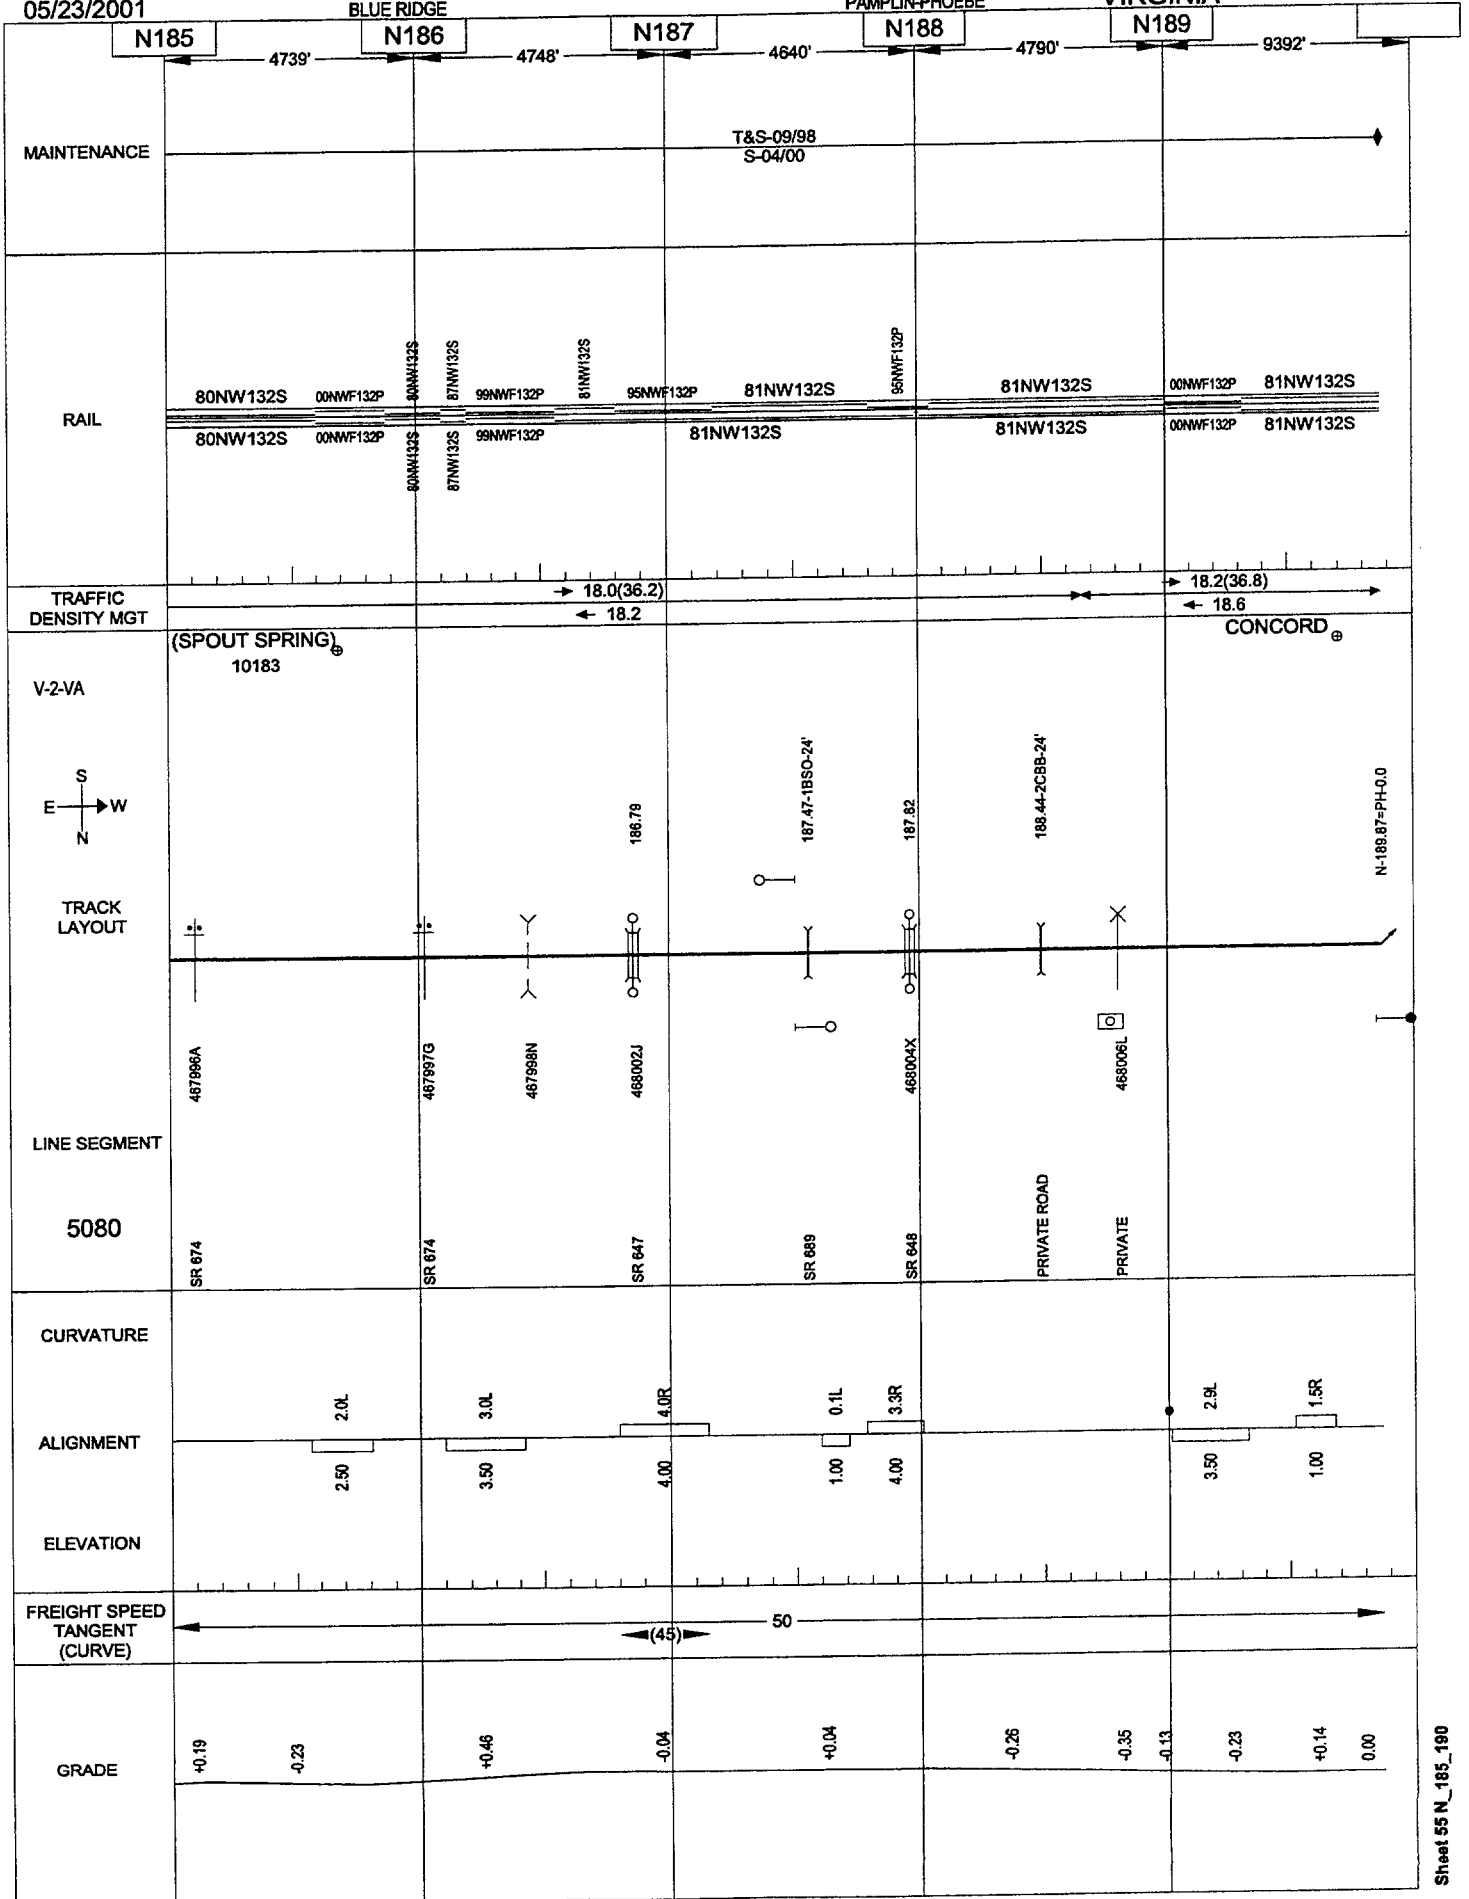 05/23/2001 BLUE RIDGE PAMPLIN-PHOEBE VIRGINIA
N185 N186 N187 N188 N189
4739' 4748' 4640' 4790' 9392'
MAINTENANCE
T&S-09/98
S-04/00
RAIL
80NW132S 00NWF132P 80NW132S 87NW132S 99NWF132P 81NW132S 95NWF132P 81NW132S 95NWF132P 81NW132S 00NWF132P 81NW132S
80NW132S 00NWF132P 80NW132S 87NW132S 99NWF132P 81NW132S 81NW132S 00NWF132P 81NW132S
TRAFFIC
DENSITY MGT
18.0(36.2) 18.2(36.8)
18.2 18.6
(SPOUT SPRING) CONCORD
10183
V-2-VA
S
E W
N
186.79 187.47-1BSO-24' 187.82 188.44-2CBB-24' N-189.87=PH-0.0
TRACK
LAYOUT
467996A 467997G 467998N 468002J 468004X 468006L
LINE SEGMENT
5080
SR 674 SR 674 SR 647 SR 689 SR 648 PRIVATE ROAD PRIVATE
CURVATURE
2.0L 3.0L 4.0R 0.1L 3.3R 2.9L 1.5R
ALIGNMENT
2.50 3.50 4.00 1.00 4.00 3.50 1.00
ELEVATION
FREIGHT SPEED
TANGENT
(CURVE)
50
(45)
GRADE
+0.19 -0.23 +0.46 -0.04 +0.04 -0.26 -0.35 -0.13 -0.23 +0.14 0.00
Sheet 55 N_185_190